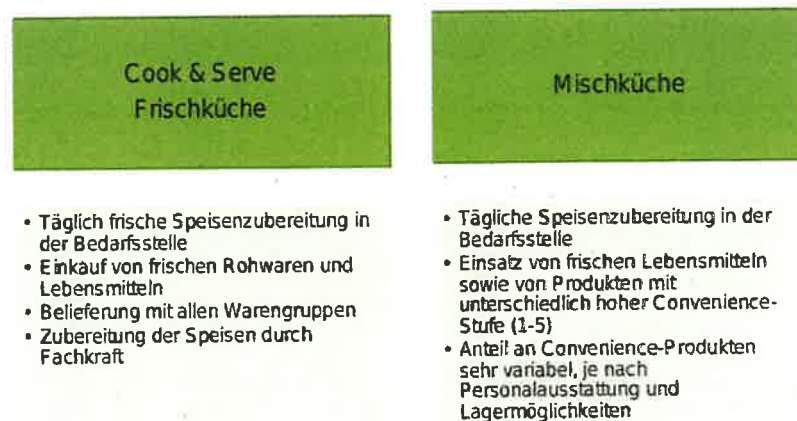 Cook & Serve
Frischküche
• Täglich frische Speisenzubereitung in
der Bedarfsstelle
• Einkauf von frischen Rohwaren und
Lebensmitteln
• Belieferung mit allen Warengruppen
• Zubereitung der Speisen durch
Fachkraft
Mischküche
• Tägliche Speisenzubereitung in der
Bedarfsstelle
• Einsatz von frischen Lebensmitteln
sowie von Produkten mit
unterschiedlich hoher Convenience-
Stufe (1-5)
• Anteil an Convenience-Produkten
sehr variabel, je nach
Personalausstattung und
Lagermöglichkeiten